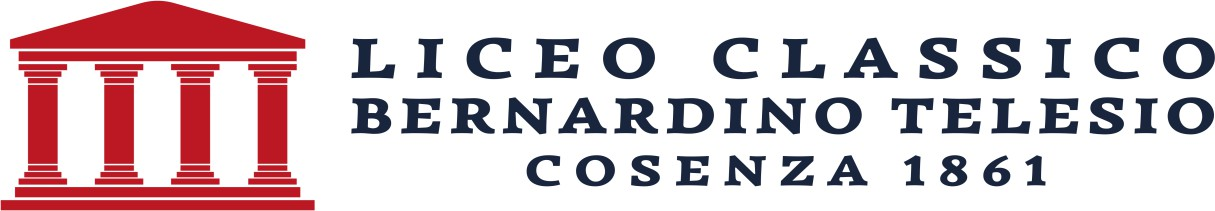 LICEO CLASSICO
BERNARDINO TELESIO
COSENZA 1861